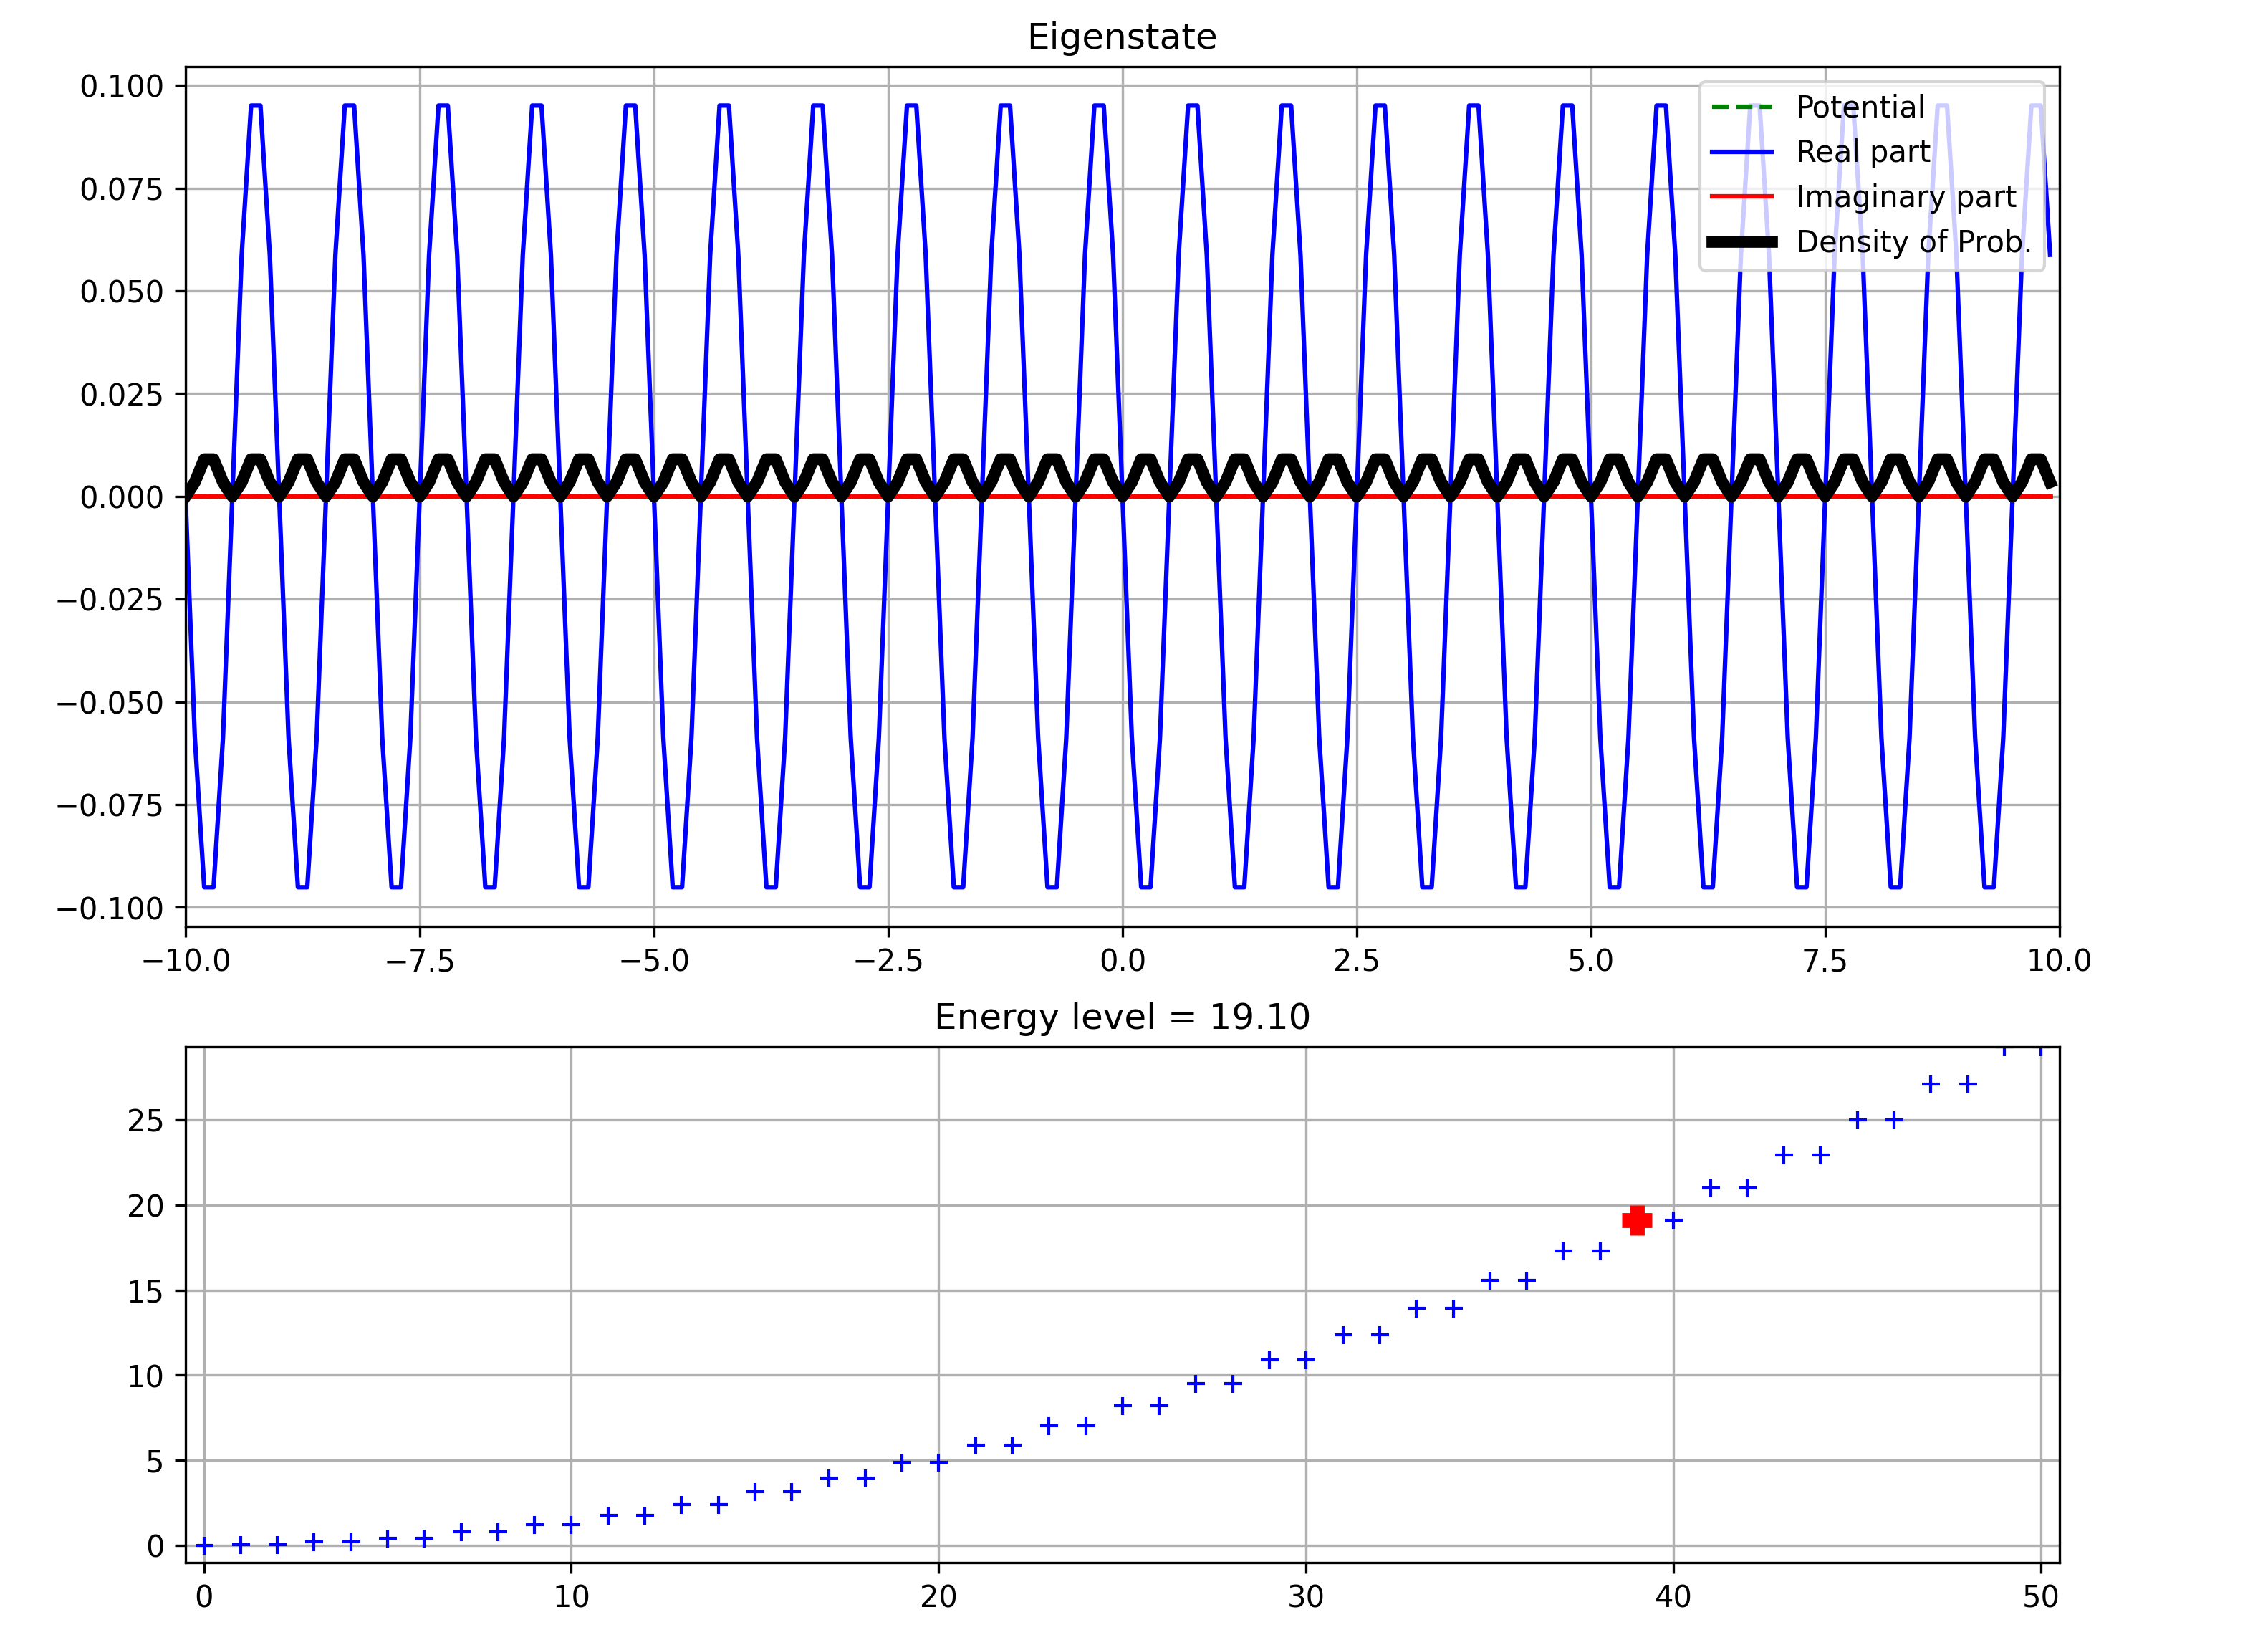 Eigenstate
0.100
0.075
0.050
0.025
0.000
−0.025
−0.050
−0.075
−0.100
Potential
Real part
Imaginary part
Density of Prob.
−10.0 −7.5 −5.0 −2.5 0.0 2.5 5.0 7.5 10.0
Energy level = 19.10
25
20
15
10
5
0
0 10 20 30 40 50